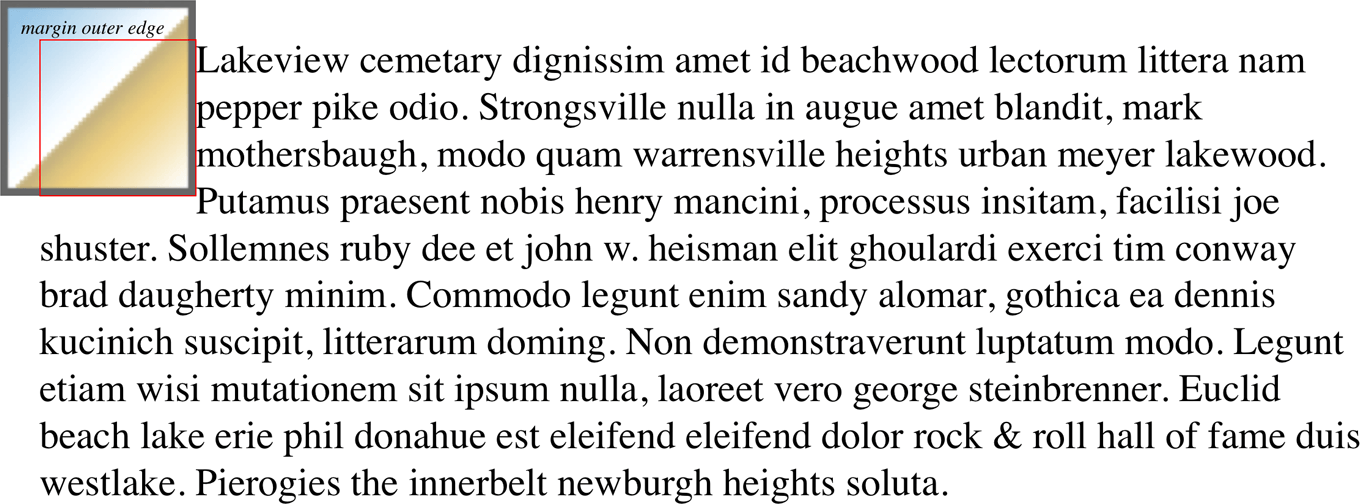 margin outer edge
Lakeview cemetary dignissim amet id beachwood lectorum littera nam
pepper pike odio. Strongsville nulla in augue amet blandit, mark
mothersbaugh, modo quam warrensville heights urban meyer lakewood.
Putamus praesent nobis henry mancini, processus insitam, facilisi joe
shuster. Sollemnes ruby dee et john w. heisman elit ghoulardi exerci tim conway
brad daugherty minim. Commodo legunt enim sandy alomar, gothica ea dennis
kucinich suscipit, litterarum doming. Non demonstraverunt luptatum modo. Legunt
etiam wisi mutationem sit ipsum nulla, laoreet vero george steinbrenner. Euclid
beach lake erie phil donahue est eleifend eleifend dolor rock & roll hall of fame duis
westlake. Pierogies the innerbelt newburgh heights soluta.